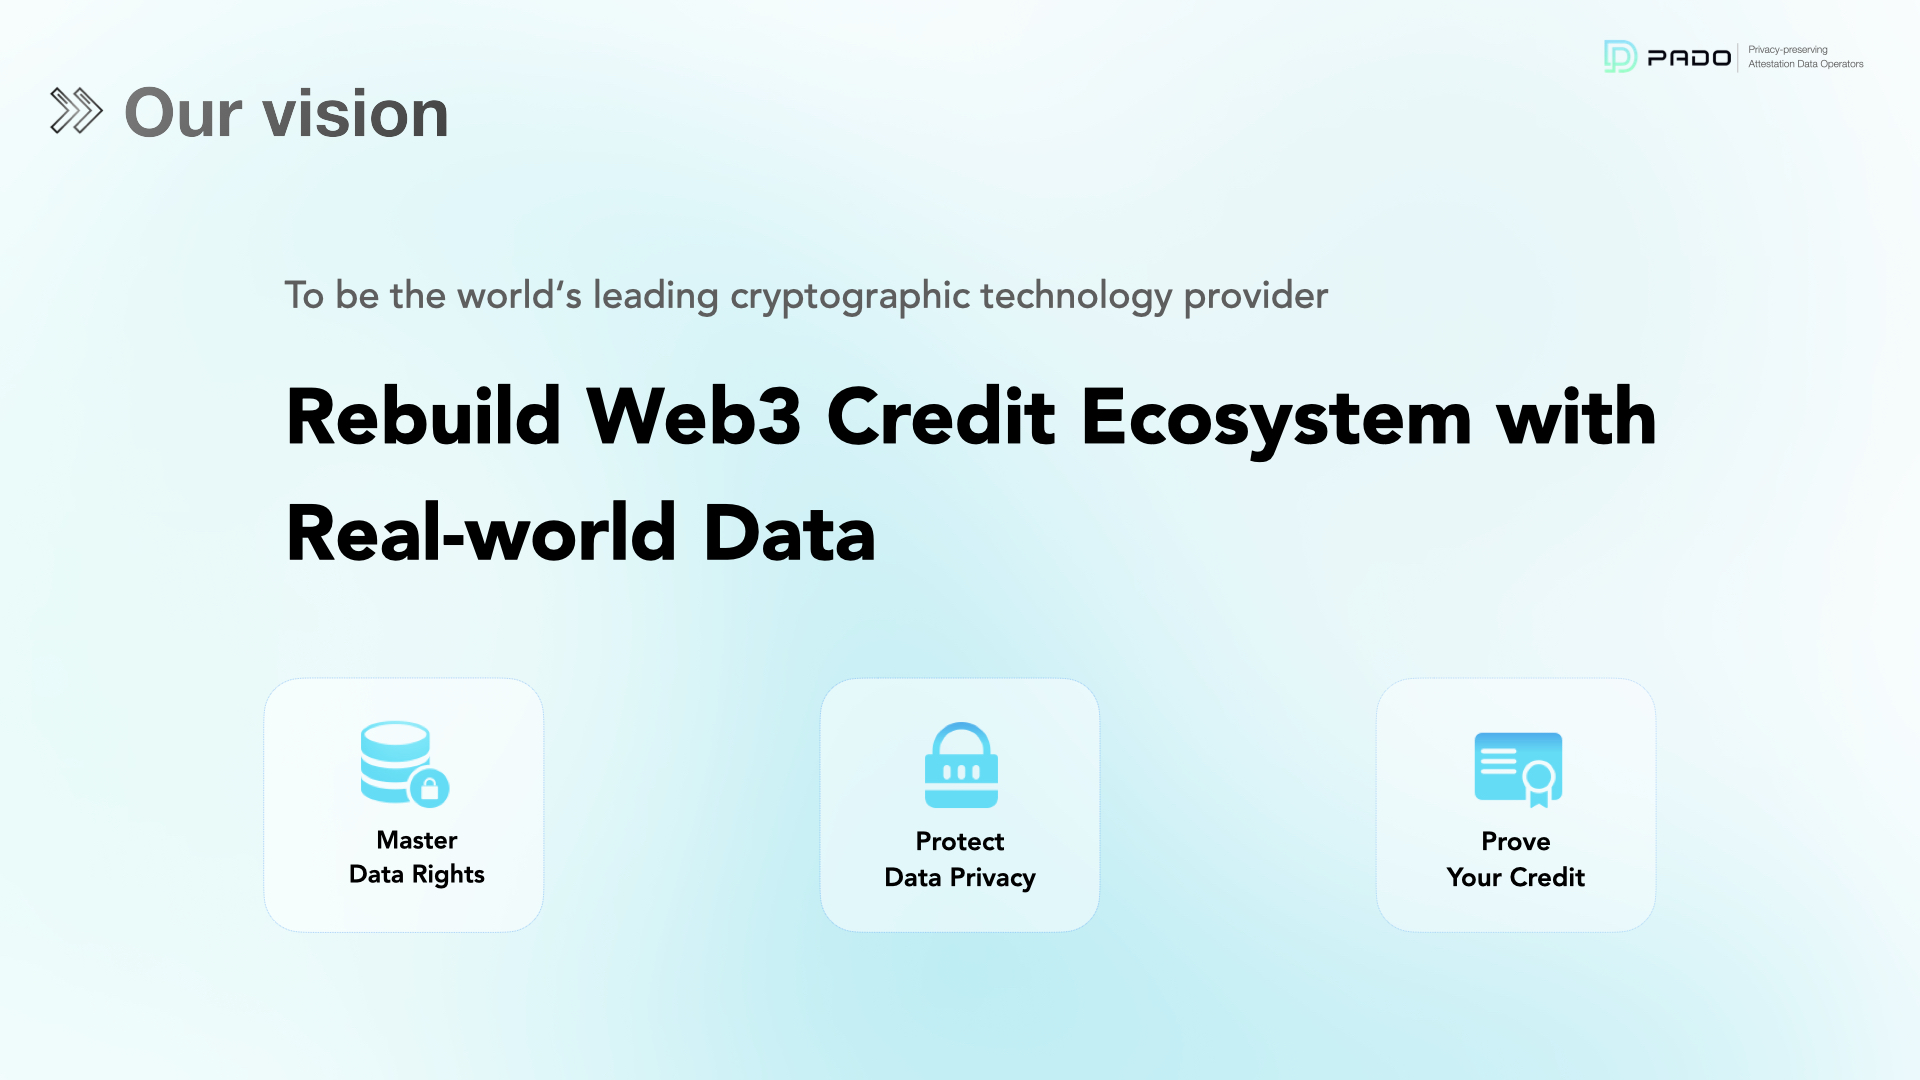 PADO
Privacy-preserving
Attestation Data Operators
Our vision
To be the world‘s leading cryptographic technology provider
Rebuild Web3 Credit Ecosystem with
Real-world Data
Master
Data Rights
Protect
Data Privacy
Prove
Your Credit